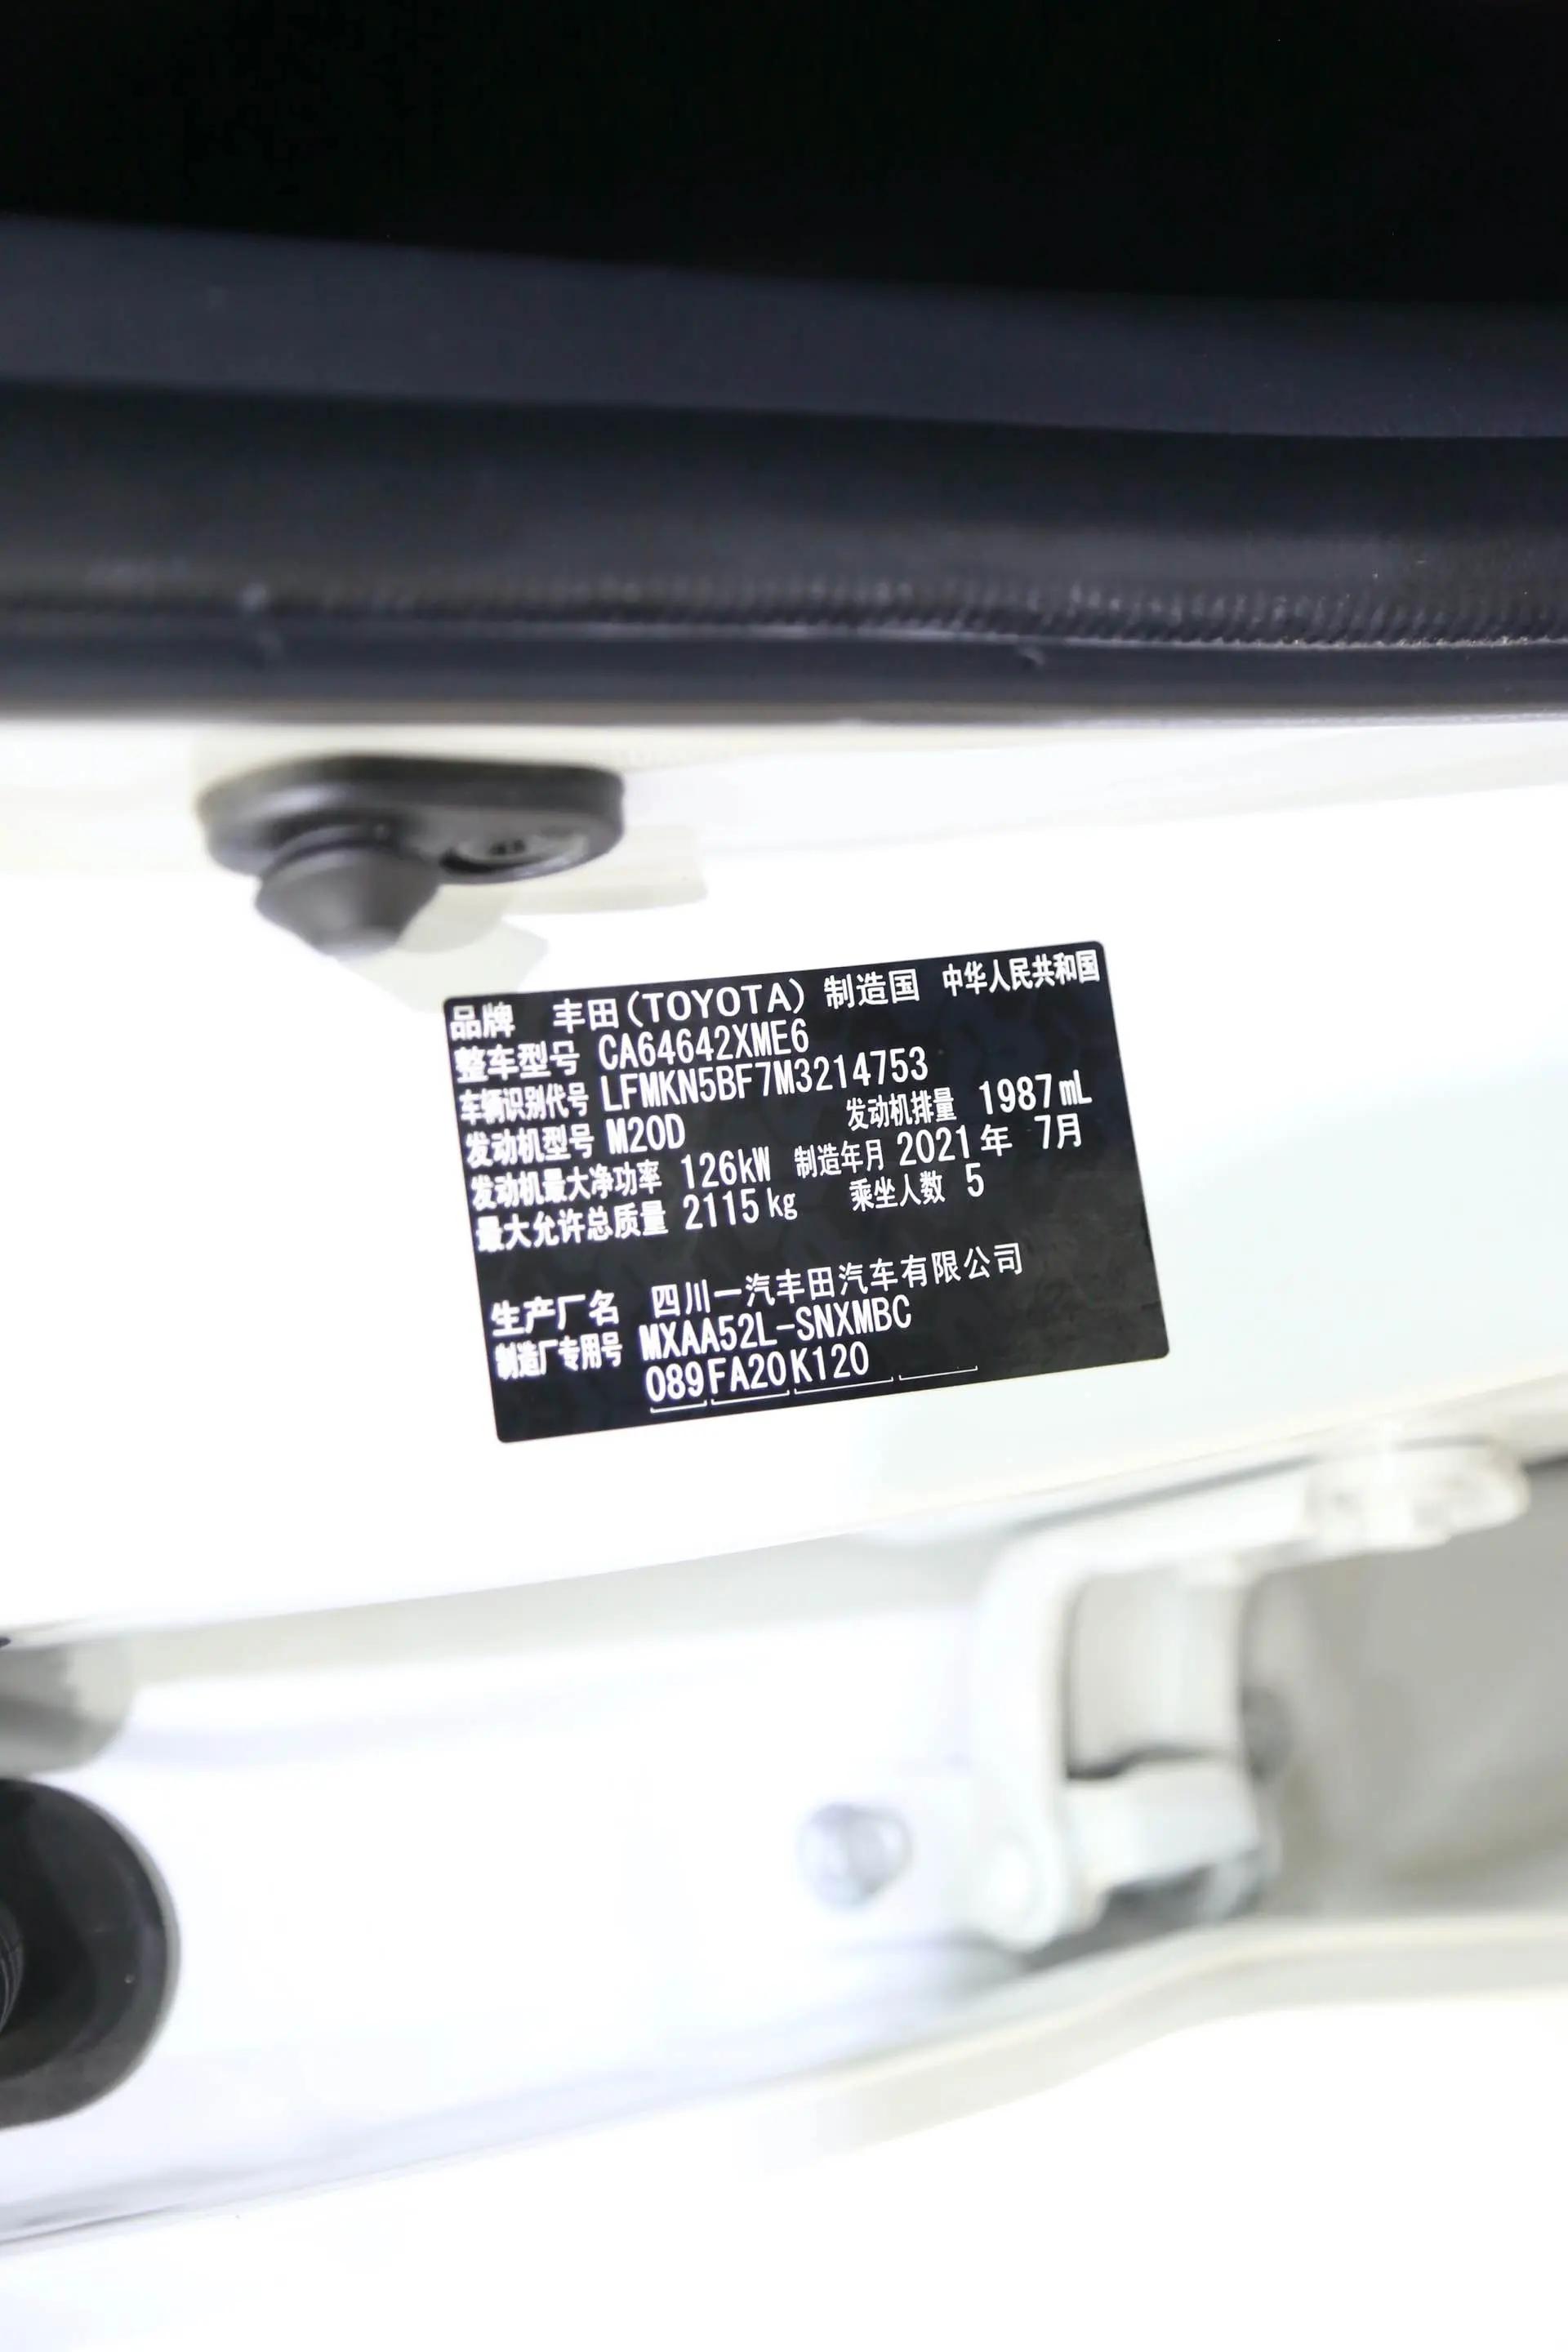 品牌 丰田(TOYOTA) 制造国 中华人民共和国
整车型号 CA64642XME6
车辆识别代号 LFMKN5BF7M3214753
发动机型号 M20D 发动机排量 1987mL
发动机最大净功率 126kW 制造年月 2021年 7月
最大允许总质量 2115kg 乘坐人数 5
生产厂名 四川一汽丰田汽车有限公司
制造厂专用号 MXAA52L-SNXMBC
089 FA20 K120